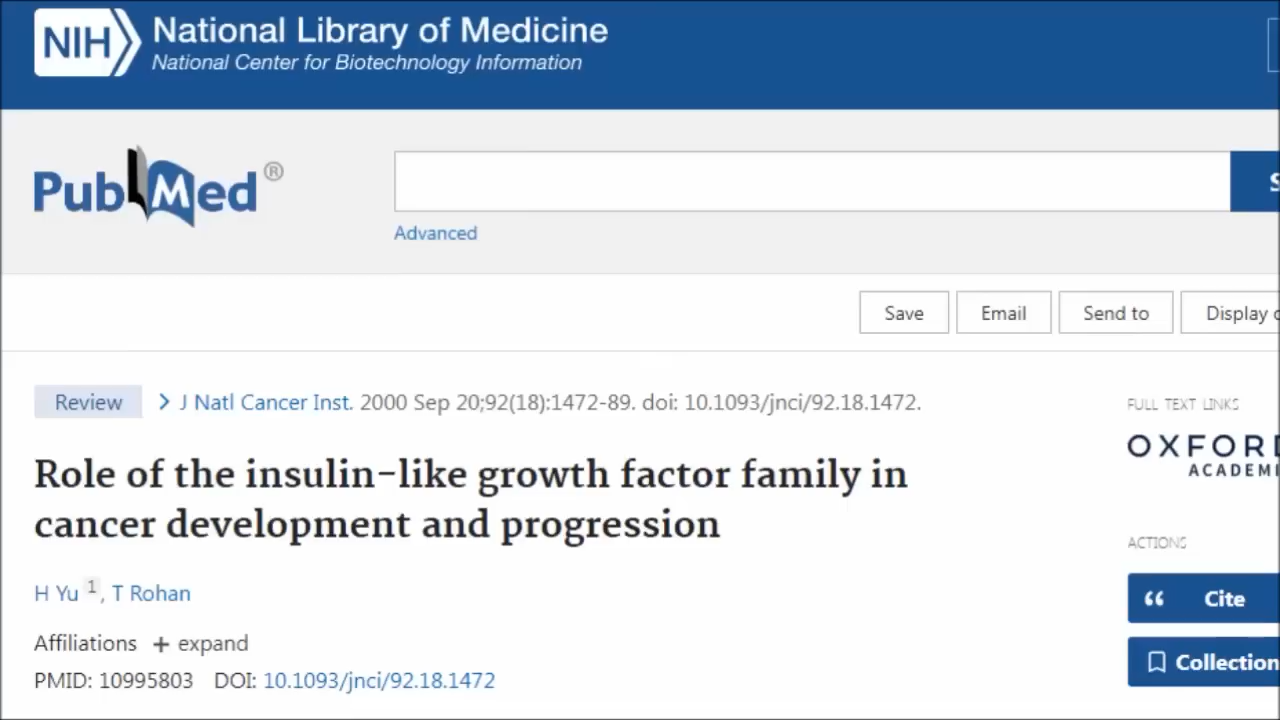 NIH National Library of Medicine
National Center for Biotechnology Information
PubMed ®
Advanced
Save Email Send to Display
Review J Natl Cancer Inst. 2000 Sep 20;92(18):1472-89. doi: 10.1093/jnci/92.18.1472.
FULL TEXT LINKS
OXFORD
ACADEMI
Role of the insulin-like growth factor family in
cancer development and progression
ACTIONS
H Yu 1, T Rohan
Cite
Affiliations + expand
Collection
PMID: 10995803 DOI: 10.1093/jnci/92.18.1472